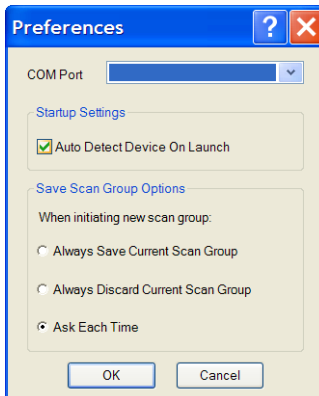 Preferences
?
COM Port
Startup Settings
Auto Detect Device On Launch
Save Scan Group Options
When initiating new scan group:
Always Save Current Scan Group
Always Discard Current Scan Group
Ask Each Time
OK Cancel